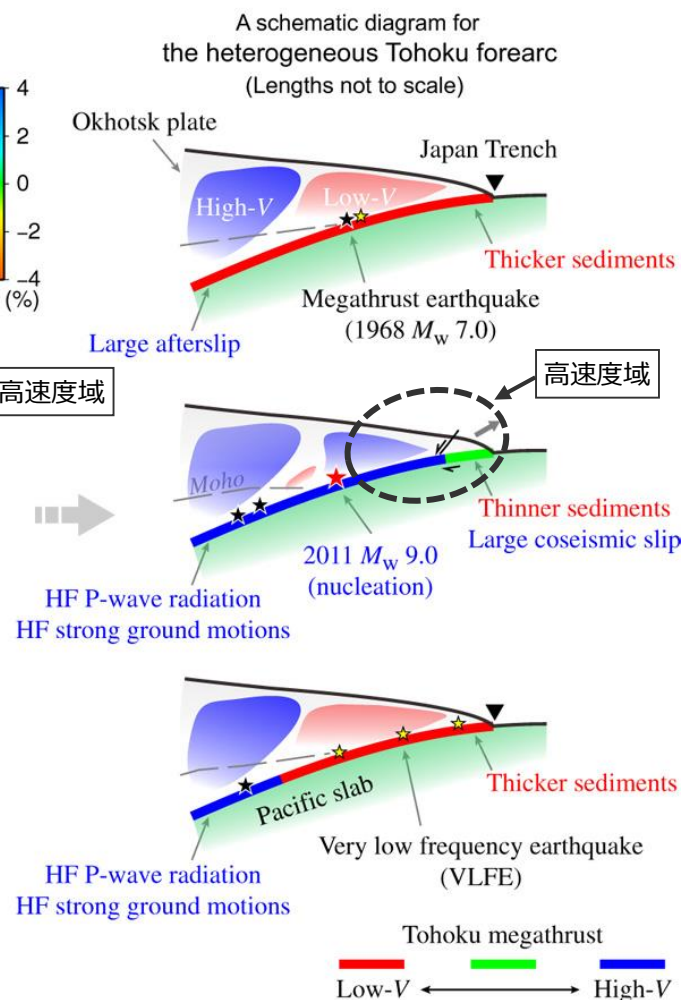 A schematic diagram for
the heterogeneous Tohoku forearc
(Lengths not to scale)
4
2
0
−2
−4
(%)
Okhotsk plate
Japan Trench
High-V
Low-V
Thicker sediments
Megathrust earthquake
(1968 Mw 7.0)
Large afterslip
高速度域
高速度域
Moho
Thinner sediments
Large coseismic slip
2011 Mw 9.0
(nucleation)
HF P-wave radiation
HF strong ground motions
Pacific slab
Thicker sediments
Very low frequency earthquake
(VLFE)
HF P-wave radiation
HF strong ground motions
Tohoku megathrust
Low-V
High-V